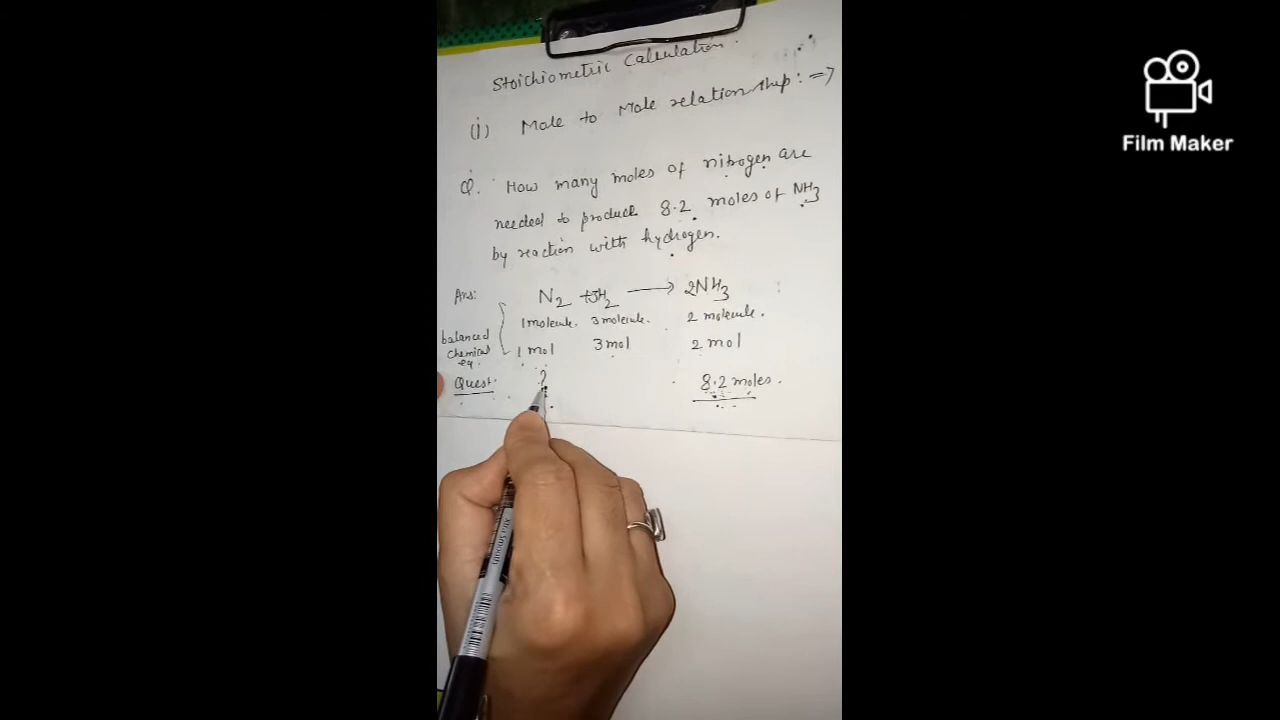 Stoichiometric Calculation.
(i) Mole to Mole relationship: =>
Q. How many moles of nitrogen are
needed to produce 8.2 moles of NH3
by reaction with hydrogen.
Ans: N2 + 3H2 → 2NH3
1 molecule. 3 molecule. 2 molecule.
balanced
chemical
eq.
1 mol 3 mol 2 mol
Quest. ? 8.2 moles.
Film Maker